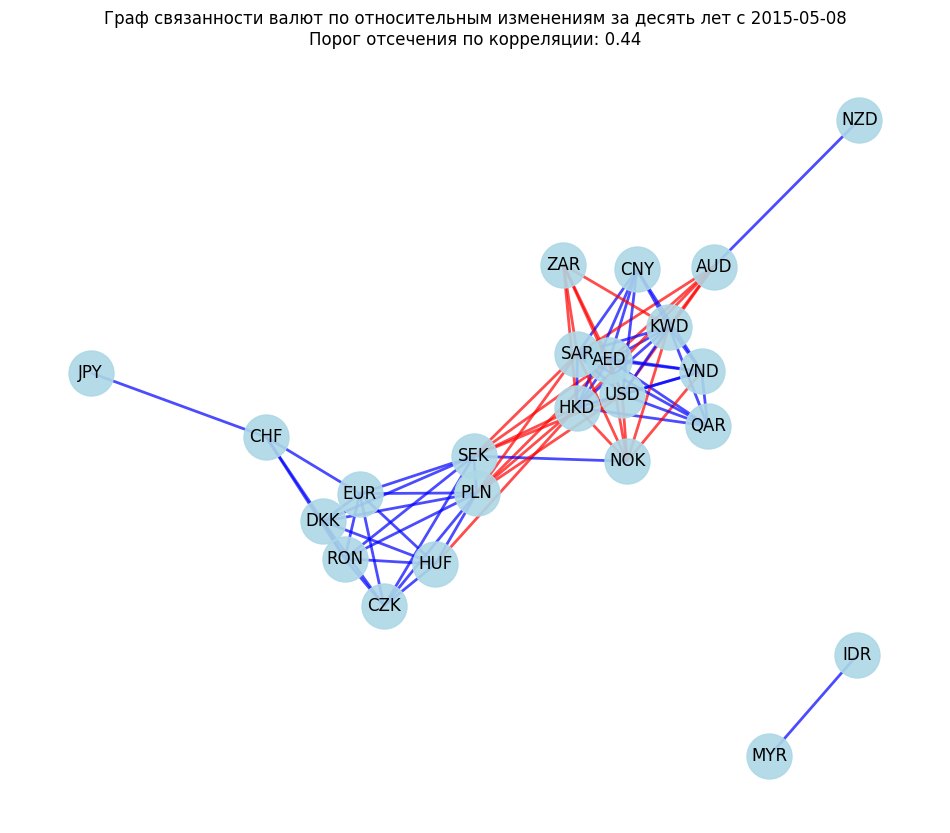 Граф связанности валют по относительным изменениям за десять лет с 2015-05-08
Порог отсечения по корреляции: 0.44
NZD
ZAR
CNY
AUD
KWD
SAR
AED
VND
JPY
USD
HKD
QAR
CHF
SEK
NOK
EUR
PLN
DKK
RON
HUF
CZK
IDR
MYR